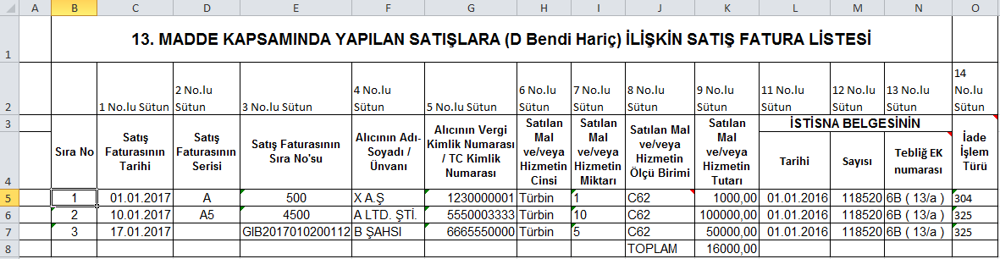 A B C D E F G H I J K L M N O
1 13. MADDE KAPSAMINDA YAPILAN SATIŞLARA (D Bendi Hariç) İLİŞKİN SATIŞ FATURA LİSTESİ
2 1 No.lu Sütun 2 No.lu Sütun 3 No.lu Sütun 4 No.lu Sütun 5 No.lu Sütun 6 No.lu Sütun 7 No.lu Sütun 8 No.lu Sütun 9 No.lu Sütun 11 No.lu Sütun 12 No.lu Sütun 13 No.lu Sütun 14 No.lu Sütun
3 İSTİSNA BELGESİNİN
4 Sıra No Satış Faturasının Tarihi Satış Faturasının Serisi Satış Faturasının Sıra No'su Alıcının Adı-Soyadı / Ünvanı Alıcının Vergi Kimlik Numarası / TC Kimlik Numarası Satılan Mal ve/veya Hizmetin Cinsi Satılan Mal ve/veya Hizmetin Miktarı Satılan Mal ve/veya Hizmetin Ölçü Birimi Satılan Mal ve/veya Hizmetin Tutarı Tarihi Sayısı Tebliğ EK numarası İade İşlem Türü
5 1 01.01.2017 A 500 X A.Ş 1230000001 Türbin 1 C62 1000,00 01.01.2016 118520 6B ( 13/a ) 304
6 2 10.01.2017 A5 4500 A LTD. ŞTİ. 5550003333 Türbin 10 C62 100000,00 01.01.2016 118520 6B ( 13/a ) 325
7 3 17.01.2017 GIB2017010200112 B ŞAHSI 6665550000 Türbin 5 C62 50000,00 01.01.2016 118520 6B ( 13/a ) 325
8 TOPLAM 16000,00